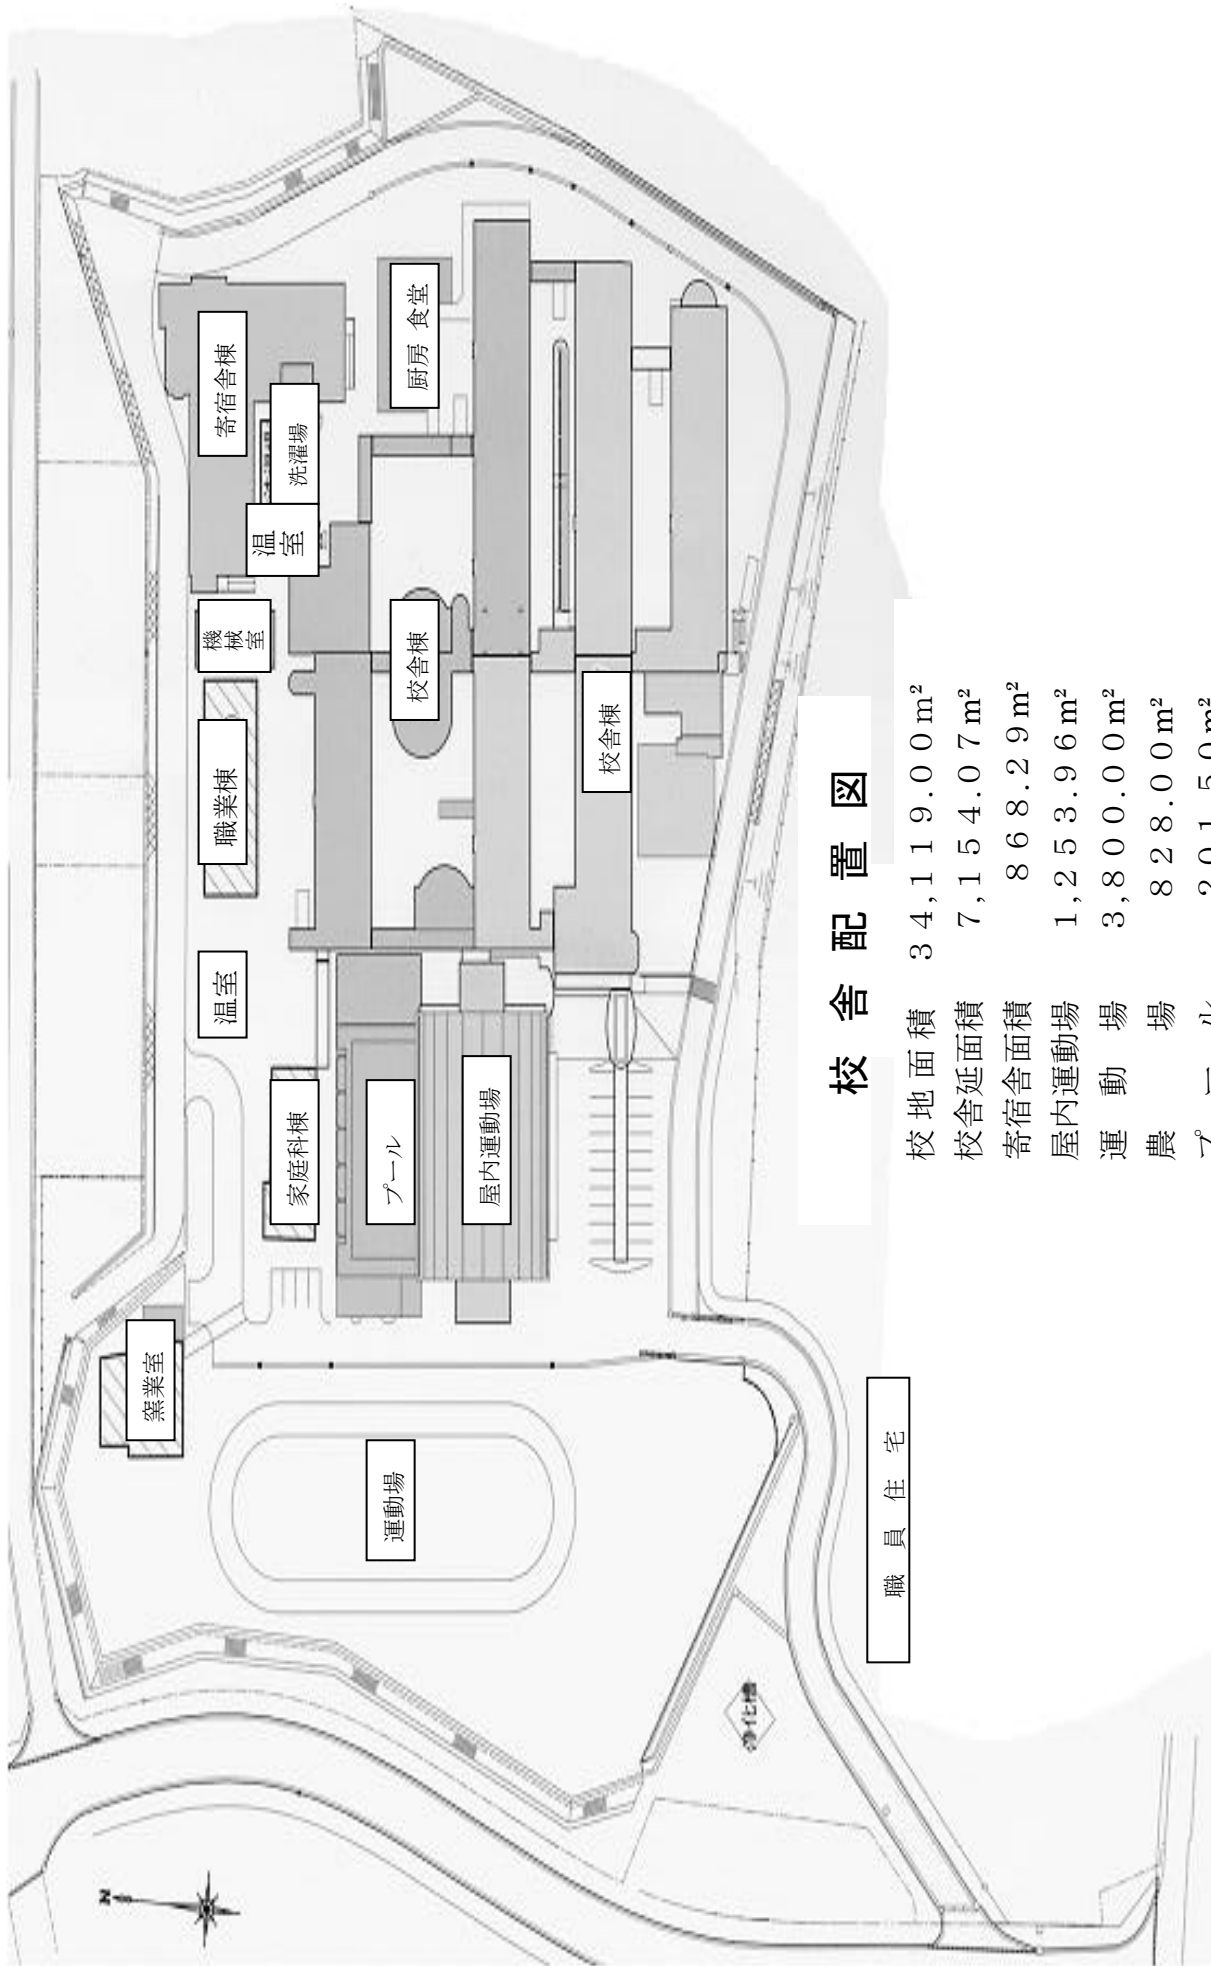 寄宿舎棟
洗濯場
温
室
厨房 食堂
機
械
室
職業棟
校舎棟
校舎棟
温室
家庭科棟
プール
屋内運動場
窯業室
運動場
浄化槽
職 員 住 宅
N
校 舎 配 置 図
校 地 面 積 34,119.00m²
校舎延面積 7,154.07m²
寄宿舎面積 868.29m²
屋内運動場 1,253.96m²
運 動 場 3,800.00m²
農 場 828.00m²
プ ー ル 201.50m²